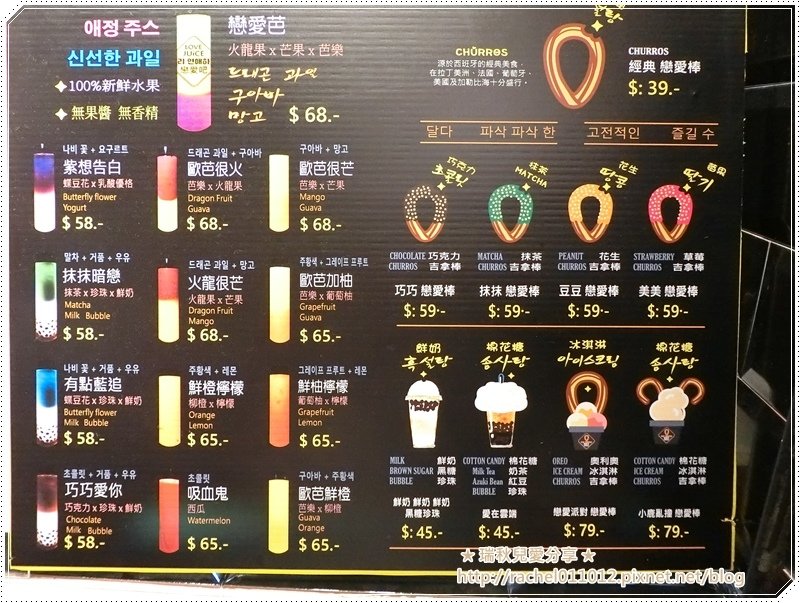 애정 주스
신선한 과일
100%新鮮水果
無果醬 無香精
LOVE
JUICE
리 연애하
戀愛吧
戀愛芭
火龍果 x 芒果 x 芭樂
드래곤 과일
구아바
망고
$ 68.-
나비 꽃 + 요구르트
紫想告白
蝶豆花 x 乳酸優格
Butterfly flower
Yogurt
$ 58.-
드래곤 과일 + 구아바
歐芭很火
芭樂 x 火龍果
Dragon Fruit
Guava
$ 68.-
구아바 + 망고
歐芭很芒
芭樂 x 芒果
Mango
Guava
$ 68.-
말차 + 거품 + 우유
抹抹暗戀
抹茶 x 珍珠 x 鮮奶
Matcha
Milk Bubble
$ 58.-
드래곤 과일 + 망고
火龍很芒
火龍果 x 芒果
Dragon Fruit
Mango
$ 68.-
주황색 + 그레이프 프루트
歐芭加柚
芭樂 x 葡萄柚
Grapefruit
Guava
$ 65.-
나비 꽃 + 거품 + 우유
有點藍追
蝶豆花 x 珍珠 x 鮮奶
Butterfly flower
Milk Bubble
$ 58.-
주황색 + 레몬
鮮橙檸檬
柳橙 x 檸檬
Orange
Lemon
$ 65.-
그레이프 프루트 + 레몬
鮮柚檸檬
葡萄柚 x 檸檬
Grapefruit
Lemon
$ 65.-
초콜릿 + 거품 + 우유
巧巧愛你
巧克力 x 珍珠 x 鮮奶
Chocolate
Milk Bubble
$ 58.-
초콜릿
吸血鬼
西瓜
Watermelon
$ 65.-
구아바 + 주황색
歐芭鮮橙
芭樂 x 柳橙
Guava
Orange
$ 65.-
CHURROS
源於西班牙的經典美食，
在拉丁美洲、法國、葡萄牙、
美國及加勒比海十分盛行。
CHURROS
經典 戀愛棒
$: 39.-
달다 파삭 파삭 한 고전적인 즐길 수
巧克力
초코릿
CHOCOLATE 巧克力
CHURROS 吉拿棒
巧巧 戀愛棒
$: 59-
抹茶
MATCHA
MATCHA 抹茶
CHURROS 吉拿棒
抹抹 戀愛棒
$: 59-
花生
땅콩
PEANUT 花生
CHURROS 吉拿棒
豆豆 戀愛棒
$: 59-
딸기
STRAWBERRY 草莓
CHURROS 吉拿棒
美美 戀愛棒
$: 59-
鮮奶
흑설탕
MILK 鮮奶
BROWN SUGAR 黑糖
BUBBLE 珍珠
鮮奶 鮮奶 鮮奶
黑糖珍珠
$: 45.-
棉花糖
솜사탕
COTTON CANDY 棉花糖
Milk Tea 奶茶
Azuki Bean 紅豆
BUBBLE 珍珠
愛在雲端
$: 45.-
冰淇淋
아이스크림
OREO 奧利奧
ICE CREAM 冰淇淋
CHURROS 吉拿棒
戀愛派對 戀愛棒
$: 79.-
棉花糖
솜사탕
COTTON CANDY 棉花糖
ICE CREAM 冰淇淋
CHURROS 吉拿棒
小鹿亂撞 戀愛棒
$: 79.-
★ 瑞秋兒愛分享 ★
http://rachel011012.pixnet.net/blog